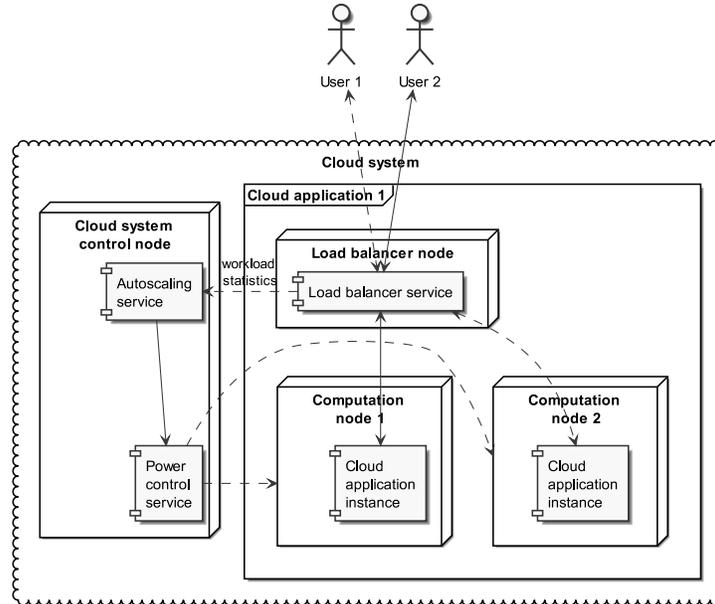 User 1
User 2
Cloud system
Cloud application 1
Cloud system
control node
Load balancer node
workload
statistics
Autoscaling
service
Load balancer service
Computation
node 1
Computation
node 2
Power
control
service
Cloud
application
instance
Cloud
application
instance